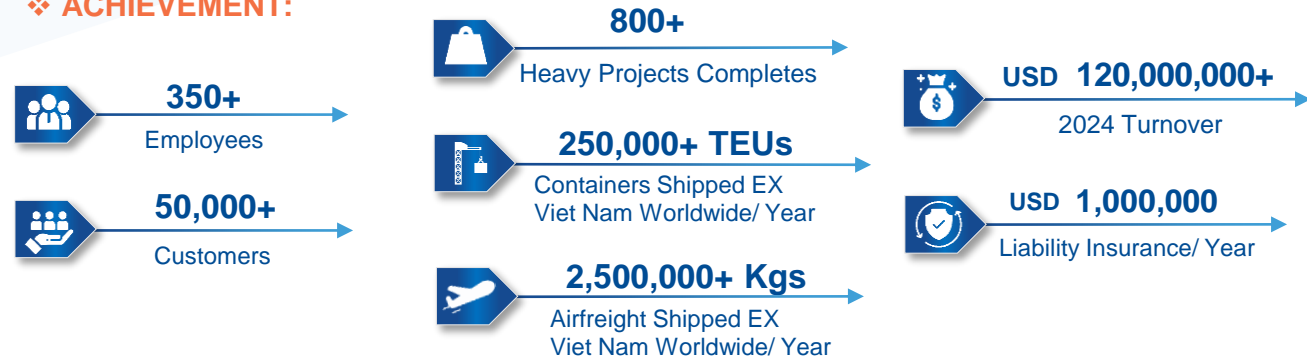 ❖ ACHIEVEMENT:
350+
Employees
50,000+
Customers
800+
Heavy Projects Completes
250,000+ TEUs
Containers Shipped EX
Viet Nam Worldwide/ Year
2,500,000+ Kgs
Airfreight Shipped EX
Viet Nam Worldwide/ Year
USD 120,000,000+
2024 Turnover
USD 1,000,000
Liability Insurance/ Year